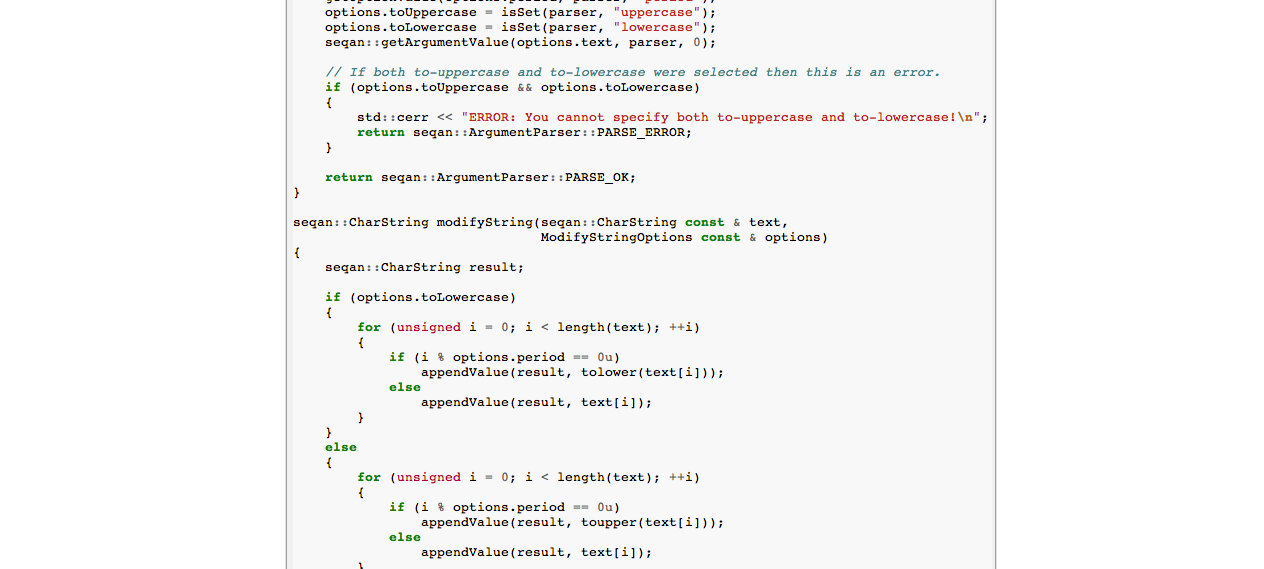 options.toUppercase = isSet(parser, "uppercase");
options.toLowercase = isSet(parser, "lowercase");
seqan::getArgumentValue(options.text, parser, 0);
// If both to-uppercase and to-lowercase were selected then this is an error.
if (options.toUppercase && options.toLowercase)
{
std::cerr << "ERROR: You cannot specify both to-uppercase and to-lowercase!\n";
return seqan::ArgumentParser::PARSE_ERROR;
}
return seqan::ArgumentParser::PARSE_OK;
}
seqan::CharString modifyString(seqan::CharString const & text,
ModifyStringOptions const & options)
{
seqan::CharString result;
if (options.toLowercase)
{
for (unsigned i = 0; i < length(text); ++i)
{
if (i % options.period == 0u)
appendValue(result, tolower(text[i]));
else
appendValue(result, text[i]);
}
}
else
{
for (unsigned i = 0; i < length(text); ++i)
{
if (i % options.period == 0u)
appendValue(result, toupper(text[i]));
else
appendValue(result, text[i]);
}